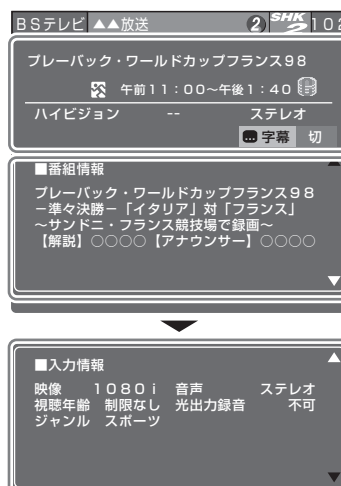 BSテレビ ▲▲放送 2 SHK 2 102
プレーバック・ワールドカップフランス98
午前11:00~午後1:40
ハイビジョン -- ステレオ
字幕 切
■番組情報
プレーバック・ワールドカップフランス98
−準々決勝−「イタリア」対「フランス」
~サンドニ・フランス競技場で録画~
【解説】○○○○【アナウンサー】○○○○
■入力情報
映像 1080i 音声 ステレオ
視聴年齢 制限なし 光出力録音 不可
ジャンル スポーツ